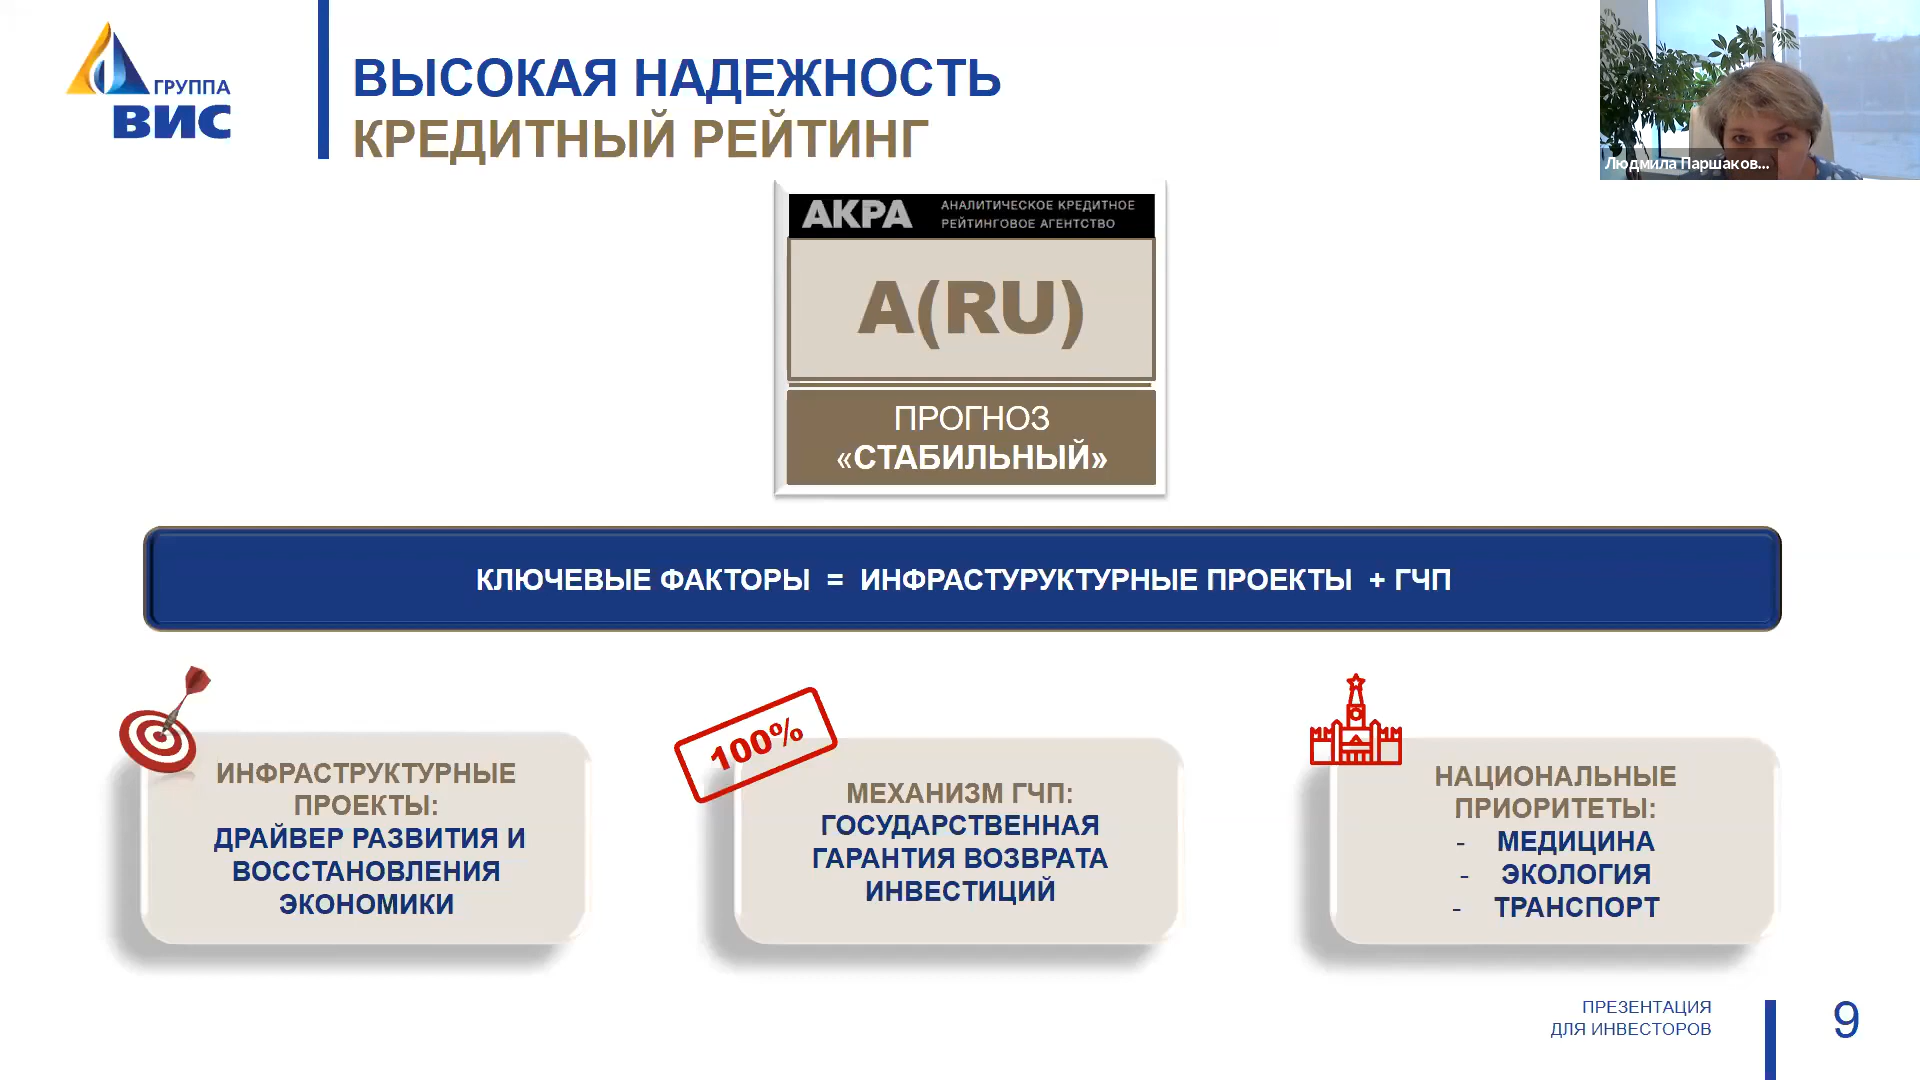 ГРУППА
ВИС
ВЫСОКАЯ НАДЕЖНОСТЬ
КРЕДИТНЫЙ РЕЙТИНГ
Людмила Паршаков...
АКРА
АНАЛИТИЧЕСКОЕ КРЕДИТНОЕ
РЕЙТИНГОВОЕ АГЕНТСТВО
A(RU)
ПРОГНОЗ
«СТАБИЛЬНЫЙ»
КЛЮЧЕВЫЕ ФАКТОРЫ = ИНФРАСТУРУКТУРНЫЕ ПРОЕКТЫ + ГЧП
ИНФРАСТРУКТУРНЫЕ
ПРОЕКТЫ:
ДРАЙВЕР РАЗВИТИЯ И
ВОССТАНОВЛЕНИЯ
ЭКОНОМИКИ
100%
МЕХАНИЗМ ГЧП:
ГОСУДАРСТВЕННАЯ
ГАРАНТИЯ ВОЗВРАТА
ИНВЕСТИЦИЙ
НАЦИОНАЛЬНЫЕ
ПРИОРИТЕТЫ:
- МЕДИЦИНА
- ЭКОЛОГИЯ
- ТРАНСПОРТ
ПРЕЗЕНТАЦИЯ
ДЛЯ ИНВЕСТОРОВ
9